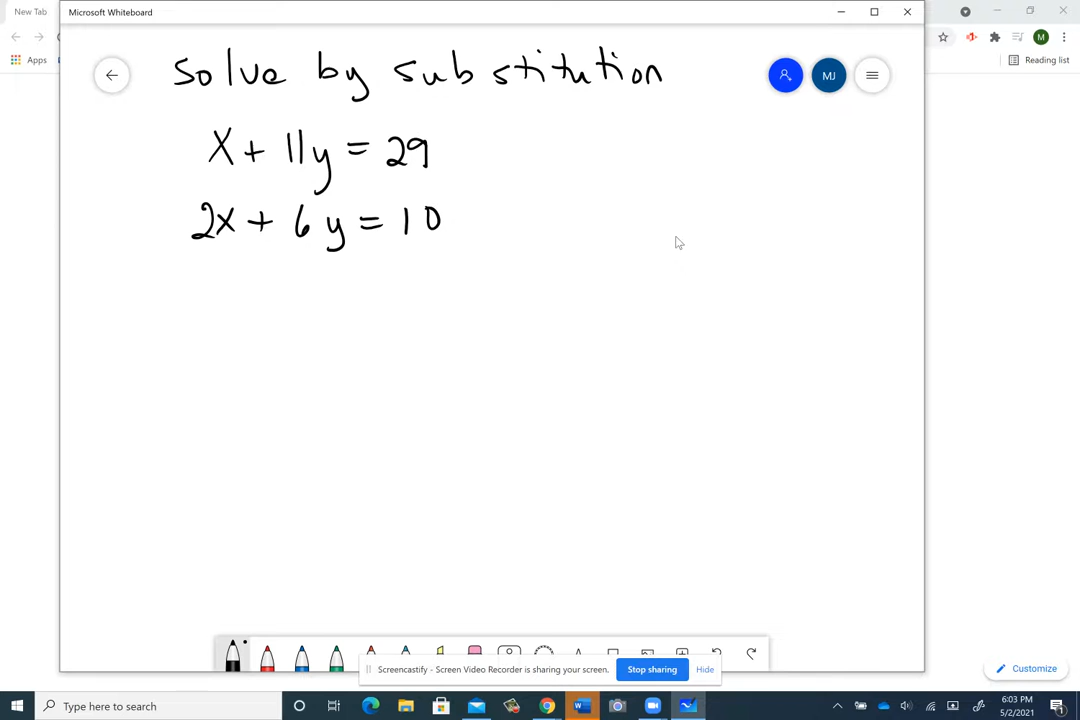 New Tab
Microsoft Whiteboard
Apps
Reading list
MJ
M
solve by substitution
x + 11y = 29
2x + 6y = 10
Screencastify - Screen Video Recorder is sharing your screen.
Stop sharing
Hide
Customize
Type here to search
6:03 PM
5/2/2021